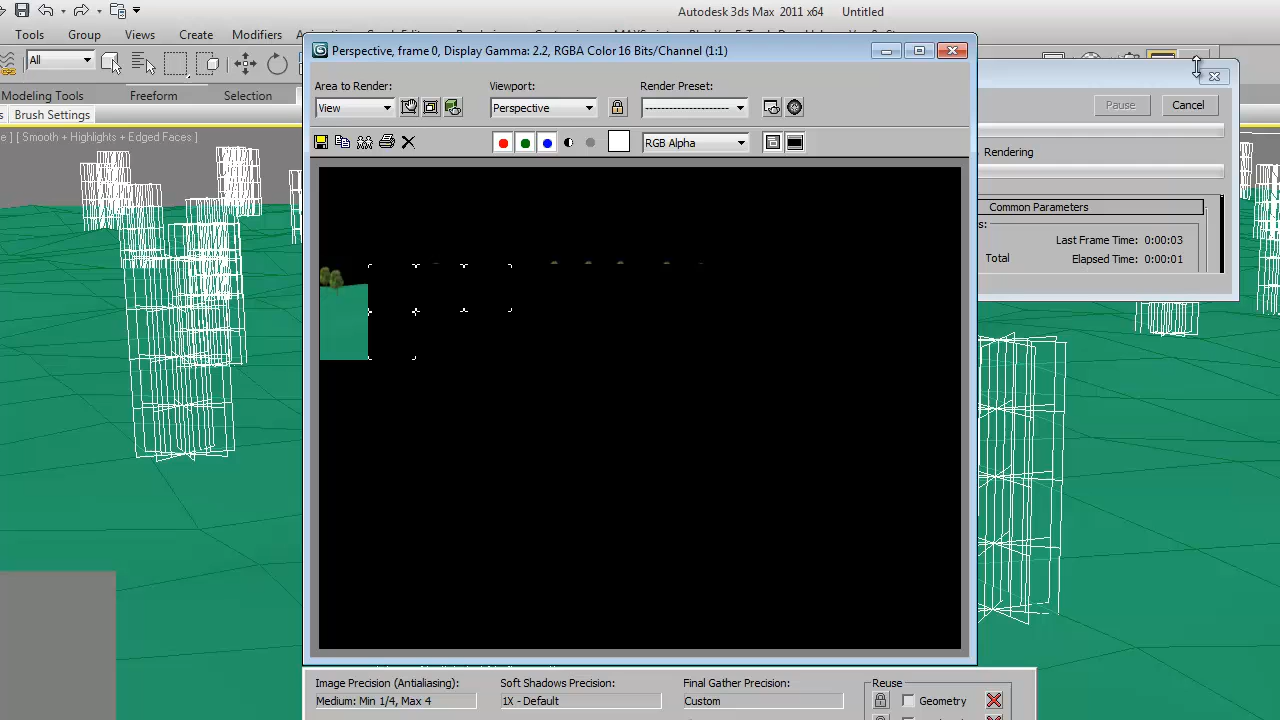 Autodesk 3ds Max 2011 x64 Untitled
Tools Group Views Create Modifiers
All
Modeling Tools Freeform Selection
Brush Settings
[ Smooth + Highlights + Edged Faces ]
Perspective, frame 0, Display Gamma: 2.2, RGBA Color 16 Bits/Channel (1:1)
Area to Render: Viewport: Render Preset:
View Perspective
RGB Alpha
Pause Cancel
Rendering
Common Parameters
Last Frame Time: 0:00:03
Total Elapsed Time: 0:00:01
Image Precision (Antialiasing): Soft Shadows Precision: Final Gather Precision: Reuse
Medium: Min 1/4, Max 4 1X - Default Custom Geometry